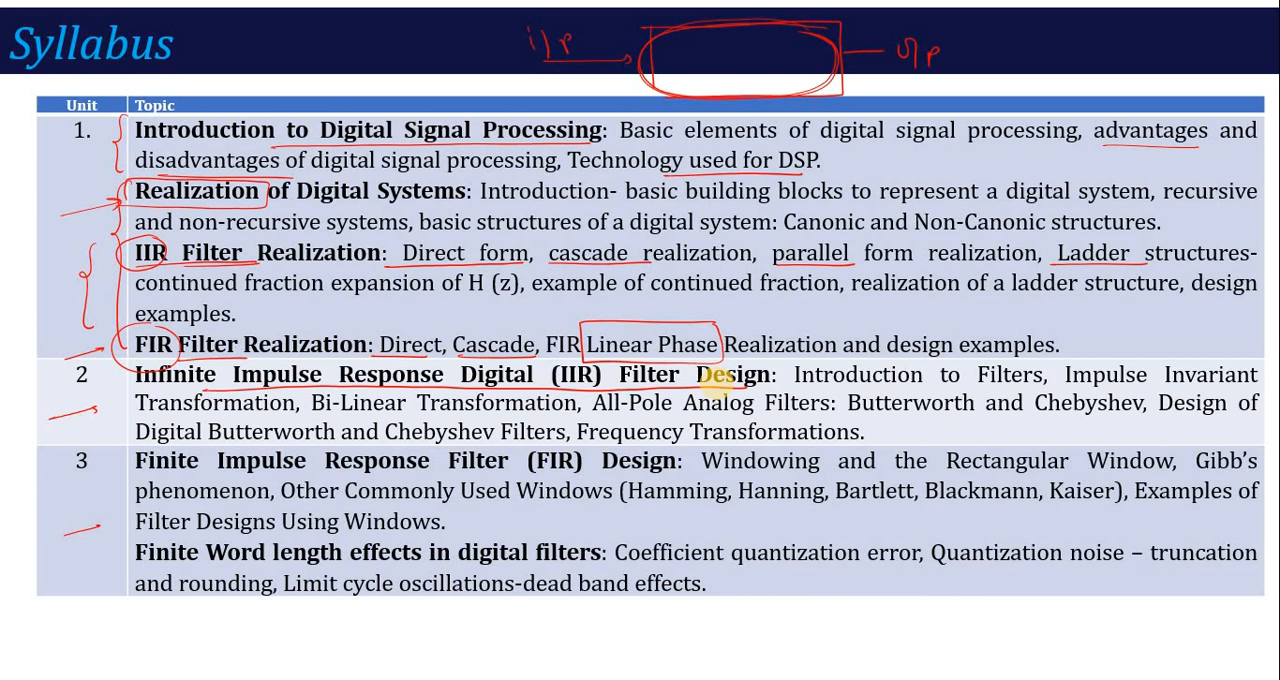 Syllabus
i)p
o)p
Unit Topic
1. Introduction to Digital Signal Processing: Basic elements of digital signal processing, advantages and
disadvantages of digital signal processing, Technology used for DSP.
Realization of Digital Systems: Introduction- basic building blocks to represent a digital system, recursive
and non-recursive systems, basic structures of a digital system: Canonic and Non-Canonic structures.
IIR Filter Realization: Direct form, cascade realization, parallel form realization, Ladder structures-
continued fraction expansion of H (z), example of continued fraction, realization of a ladder structure, design
examples.
FIR Filter Realization: Direct, Cascade, FIR Linear Phase Realization and design examples.
2 Infinite Impulse Response Digital (IIR) Filter Design: Introduction to Filters, Impulse Invariant
Transformation, Bi-Linear Transformation, All-Pole Analog Filters: Butterworth and Chebyshev, Design of
Digital Butterworth and Chebyshev Filters, Frequency Transformations.
3 Finite Impulse Response Filter (FIR) Design: Windowing and the Rectangular Window, Gibb’s
phenomenon, Other Commonly Used Windows (Hamming, Hanning, Bartlett, Blackmann, Kaiser), Examples of
Filter Designs Using Windows.
Finite Word length effects in digital filters: Coefficient quantization error, Quantization noise – truncation
and rounding, Limit cycle oscillations-dead band effects.